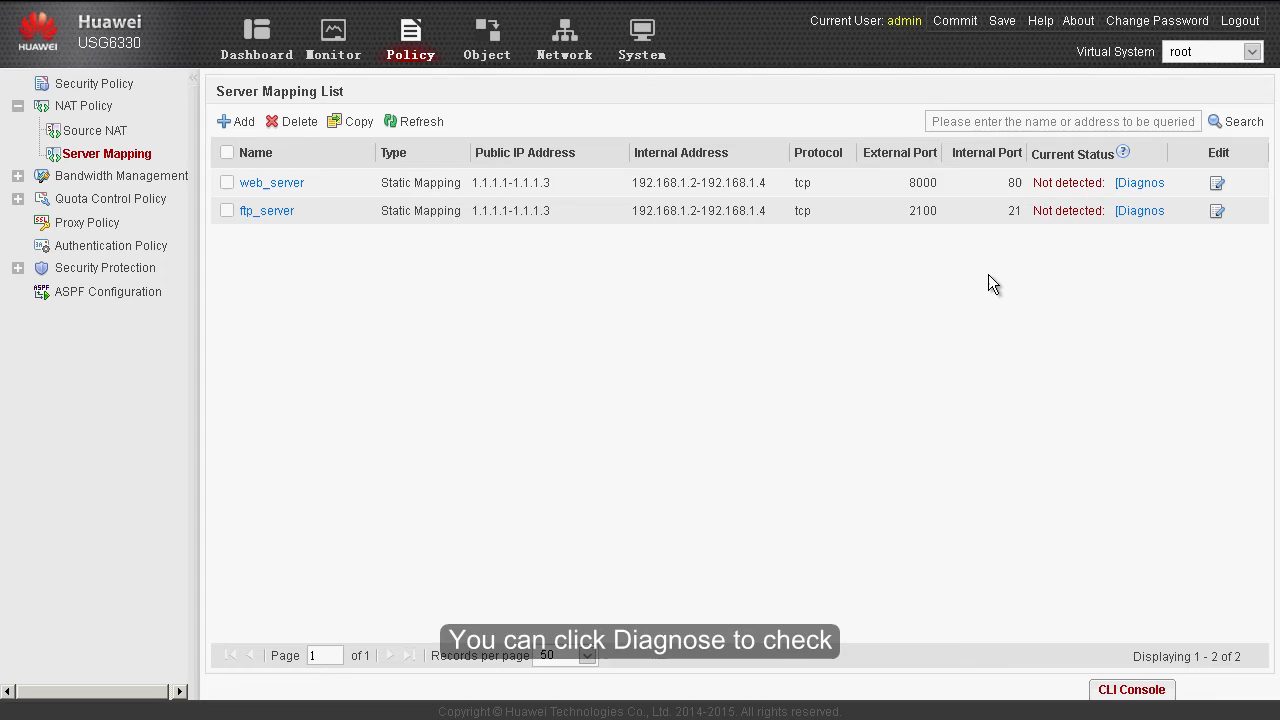 Huawei
USG6330
HUAWEI
Dashboard Monitor Policy Object Network System
Current User: admin Commit Save Help About Change Password Logout
Virtual System root
Security Policy
NAT Policy
Source NAT
Server Mapping
Bandwidth Management
Quota Control Policy
Proxy Policy
Authentication Policy
Security Protection
ASPF Configuration
Server Mapping List
Add Delete Copy Refresh Please enter the name or address to be queried Search
Name Type Public IP Address Internal Address Protocol External Port Internal Port Current Status Edit
web_server Static Mapping 1.1.1.1-1.1.1.3 192.168.1.2-192.168.1.4 tcp 8000 80 Not detected: [Diagnos
ftp_server Static Mapping 1.1.1.1-1.1.1.3 192.168.1.2-192.168.1.4 tcp 2100 21 Not detected: [Diagnos
You can click Diagnose to check
Page 1 of 1 Records per page 50 Displaying 1 - 2 of 2
CLI Console
Copyright © Huawei Technologies Co., Ltd. 2014-2015. All rights reserved.